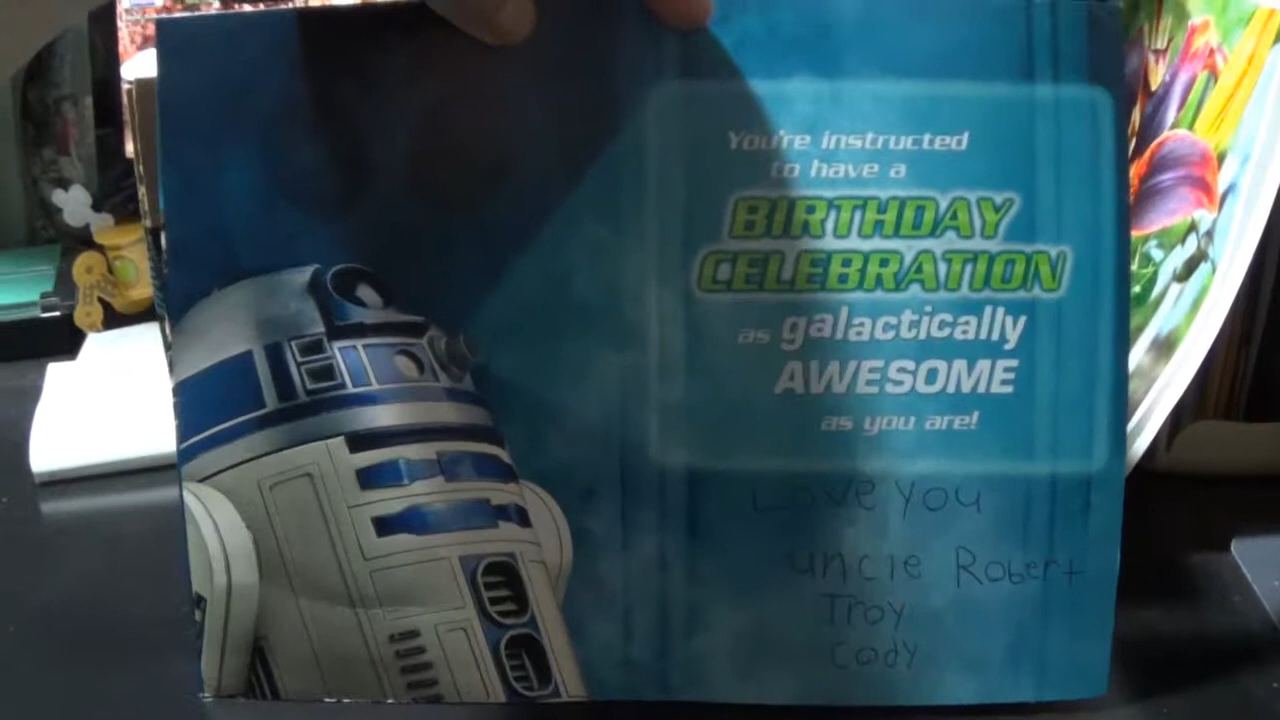 You're instructed
to have a
BIRTHDAY
CELEBRATION
as galactically
AWESOME
as you are!
Love you
uncle Robert
Troy
Cody